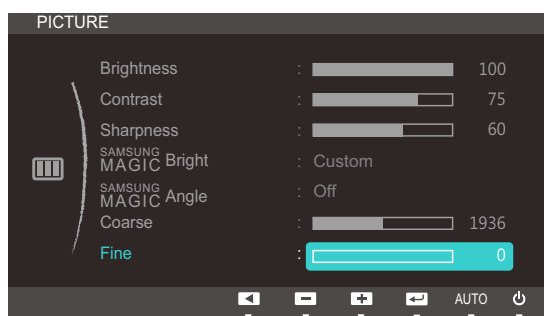 PICTURE
Brightness : 100
Contrast : 75
Sharpness : 60
SAMSUNG MAGIC Bright : Custom
SAMSUNG MAGIC Angle : Off
Coarse : 1936
Fine : 0
AUTO